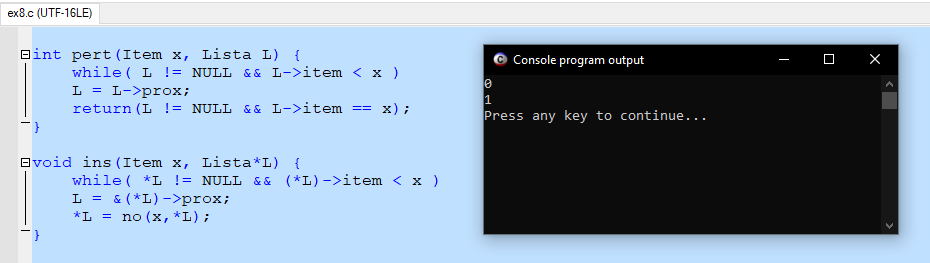 ex8.c (UTF-16LE)
int pert(Item x, Lista L) {
while( L != NULL && L->item < x )
L = L->prox;
return(L != NULL && L->item == x);
}
void ins(Item x, Lista*L) {
while( *L != NULL && (*L)->item < x )
L = &(*L)->prox;
*L = no(x,*L);
}
Console program output
0
1
Press any key to continue...